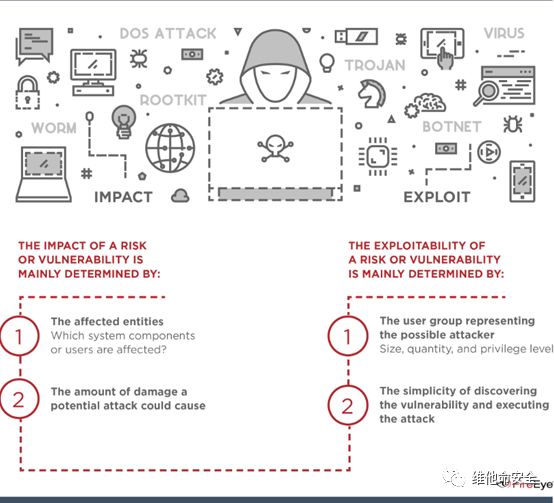 DOS ATTACK
VIRUS
TROJAN
ROOTKIT
WORM
BOTNET
IMPACT
EXPLOIT
THE IMPACT OF A RISK
OR VULNERABILITY IS
MAINLY DETERMINED BY:
1
The affected entities
Which system components
or users are affected?
2
The amount of damage a
potential attack could cause
THE EXPLOITABILITY OF
A RISK OR VULNERABILITY
IS MAINLY DETERMINED BY:
1
The user group representing
the possible attacker
Size, quantity, and privilege level
2
The simplicity of discovering
the vulnerability and executing
the attack
维他命安全
FireEye